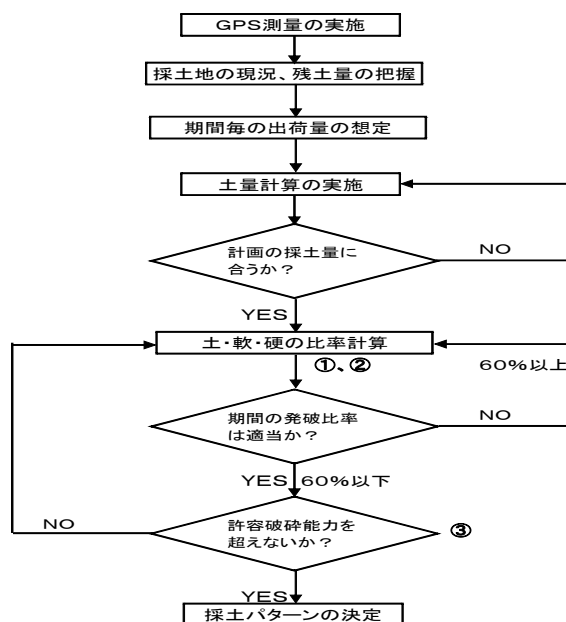 GPS測量の実施
採土地の現況、残土量の把握
期間毎の出荷量の想定
土量計算の実施
計画の採土量に
合うか？
NO
YES
土・軟・硬の比率計算
①、②
60%以上
期間の発破比率
は適当か？
NO
YES
60%以下
NO
許容破砕能力を
超えないか？
③
YES
採土パターンの決定